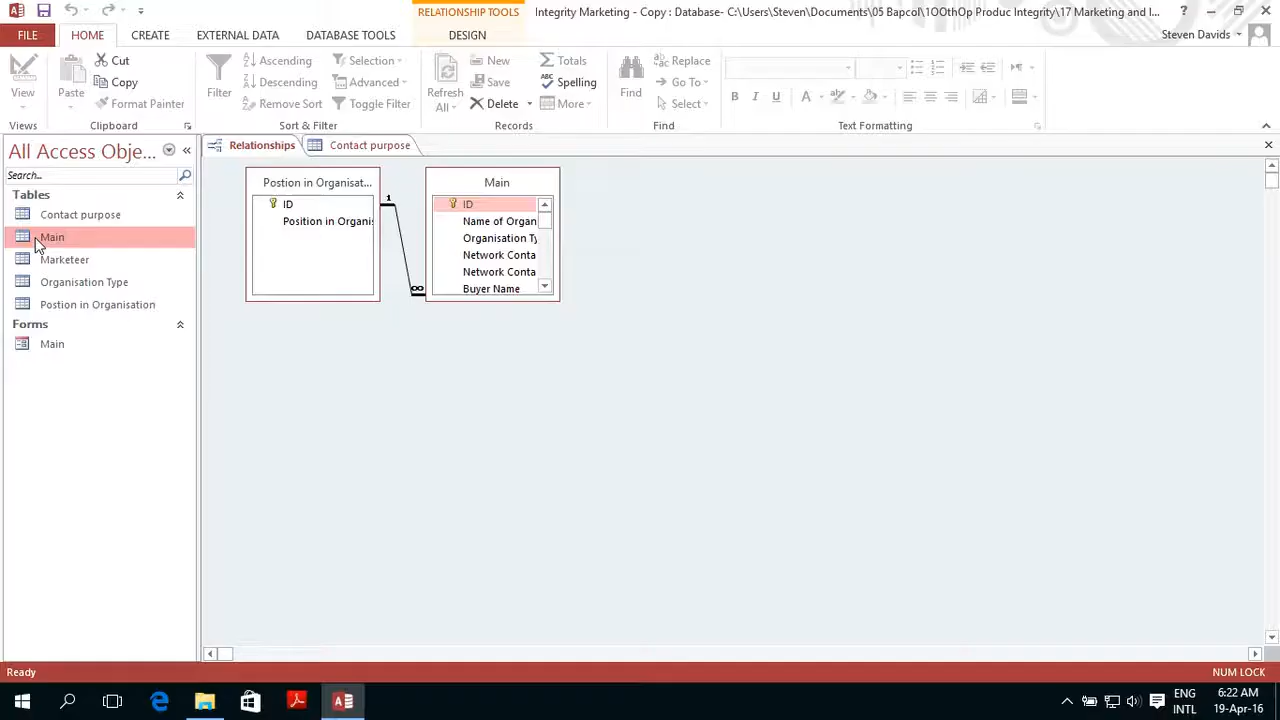 RELATIONSHIP TOOLS
Integrity Marketing - Copy : Database- C:\Users\Steven\Documents\05 Bapcol\1OOthOp Produc Integrity\17 Marketing and I...
?
FILE
HOME
CREATE
EXTERNAL DATA
DATABASE TOOLS
DESIGN
Steven Davids
View
Views
Paste
Cut
Copy
Format Painter
Clipboard
Filter
Ascending
Descending
Remove Sort
Selection
Advanced
Toggle Filter
Sort & Filter
Refresh
All
New
Save
Delete
Totals
Spelling
More
Records
Find
Replace
Go To
Select
Find
B I U A
Text Formatting
All Access Obje...
Search...
Tables
Contact purpose
Main
Marketeer
Organisation Type
Postion in Organisation
Forms
Main
Relationships
Contact purpose
Postion in Organisat...
ID
Position in Organis
1
∞
Main
ID
Name of Organ
Organisation Ty
Network Conta
Network Conta
Buyer Name
Ready
NUM LOCK
ENG
INTL
6:22 AM
19-Apr-16